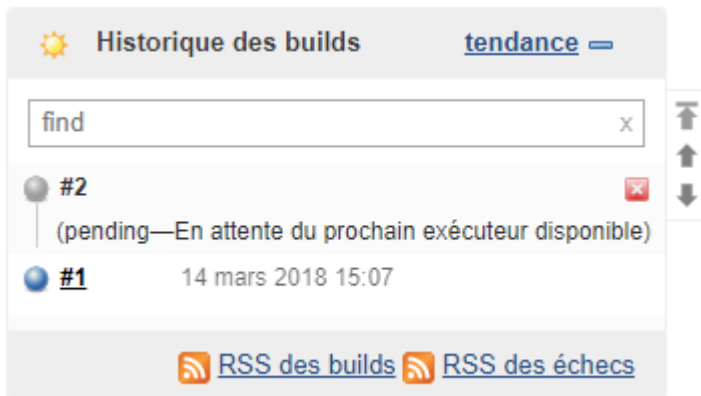 Historique des builds tendance
find x
#2
(pending—En attente du prochain exécuteur disponible)
#1 14 mars 2018 15:07
RSS des builds RSS des échecs